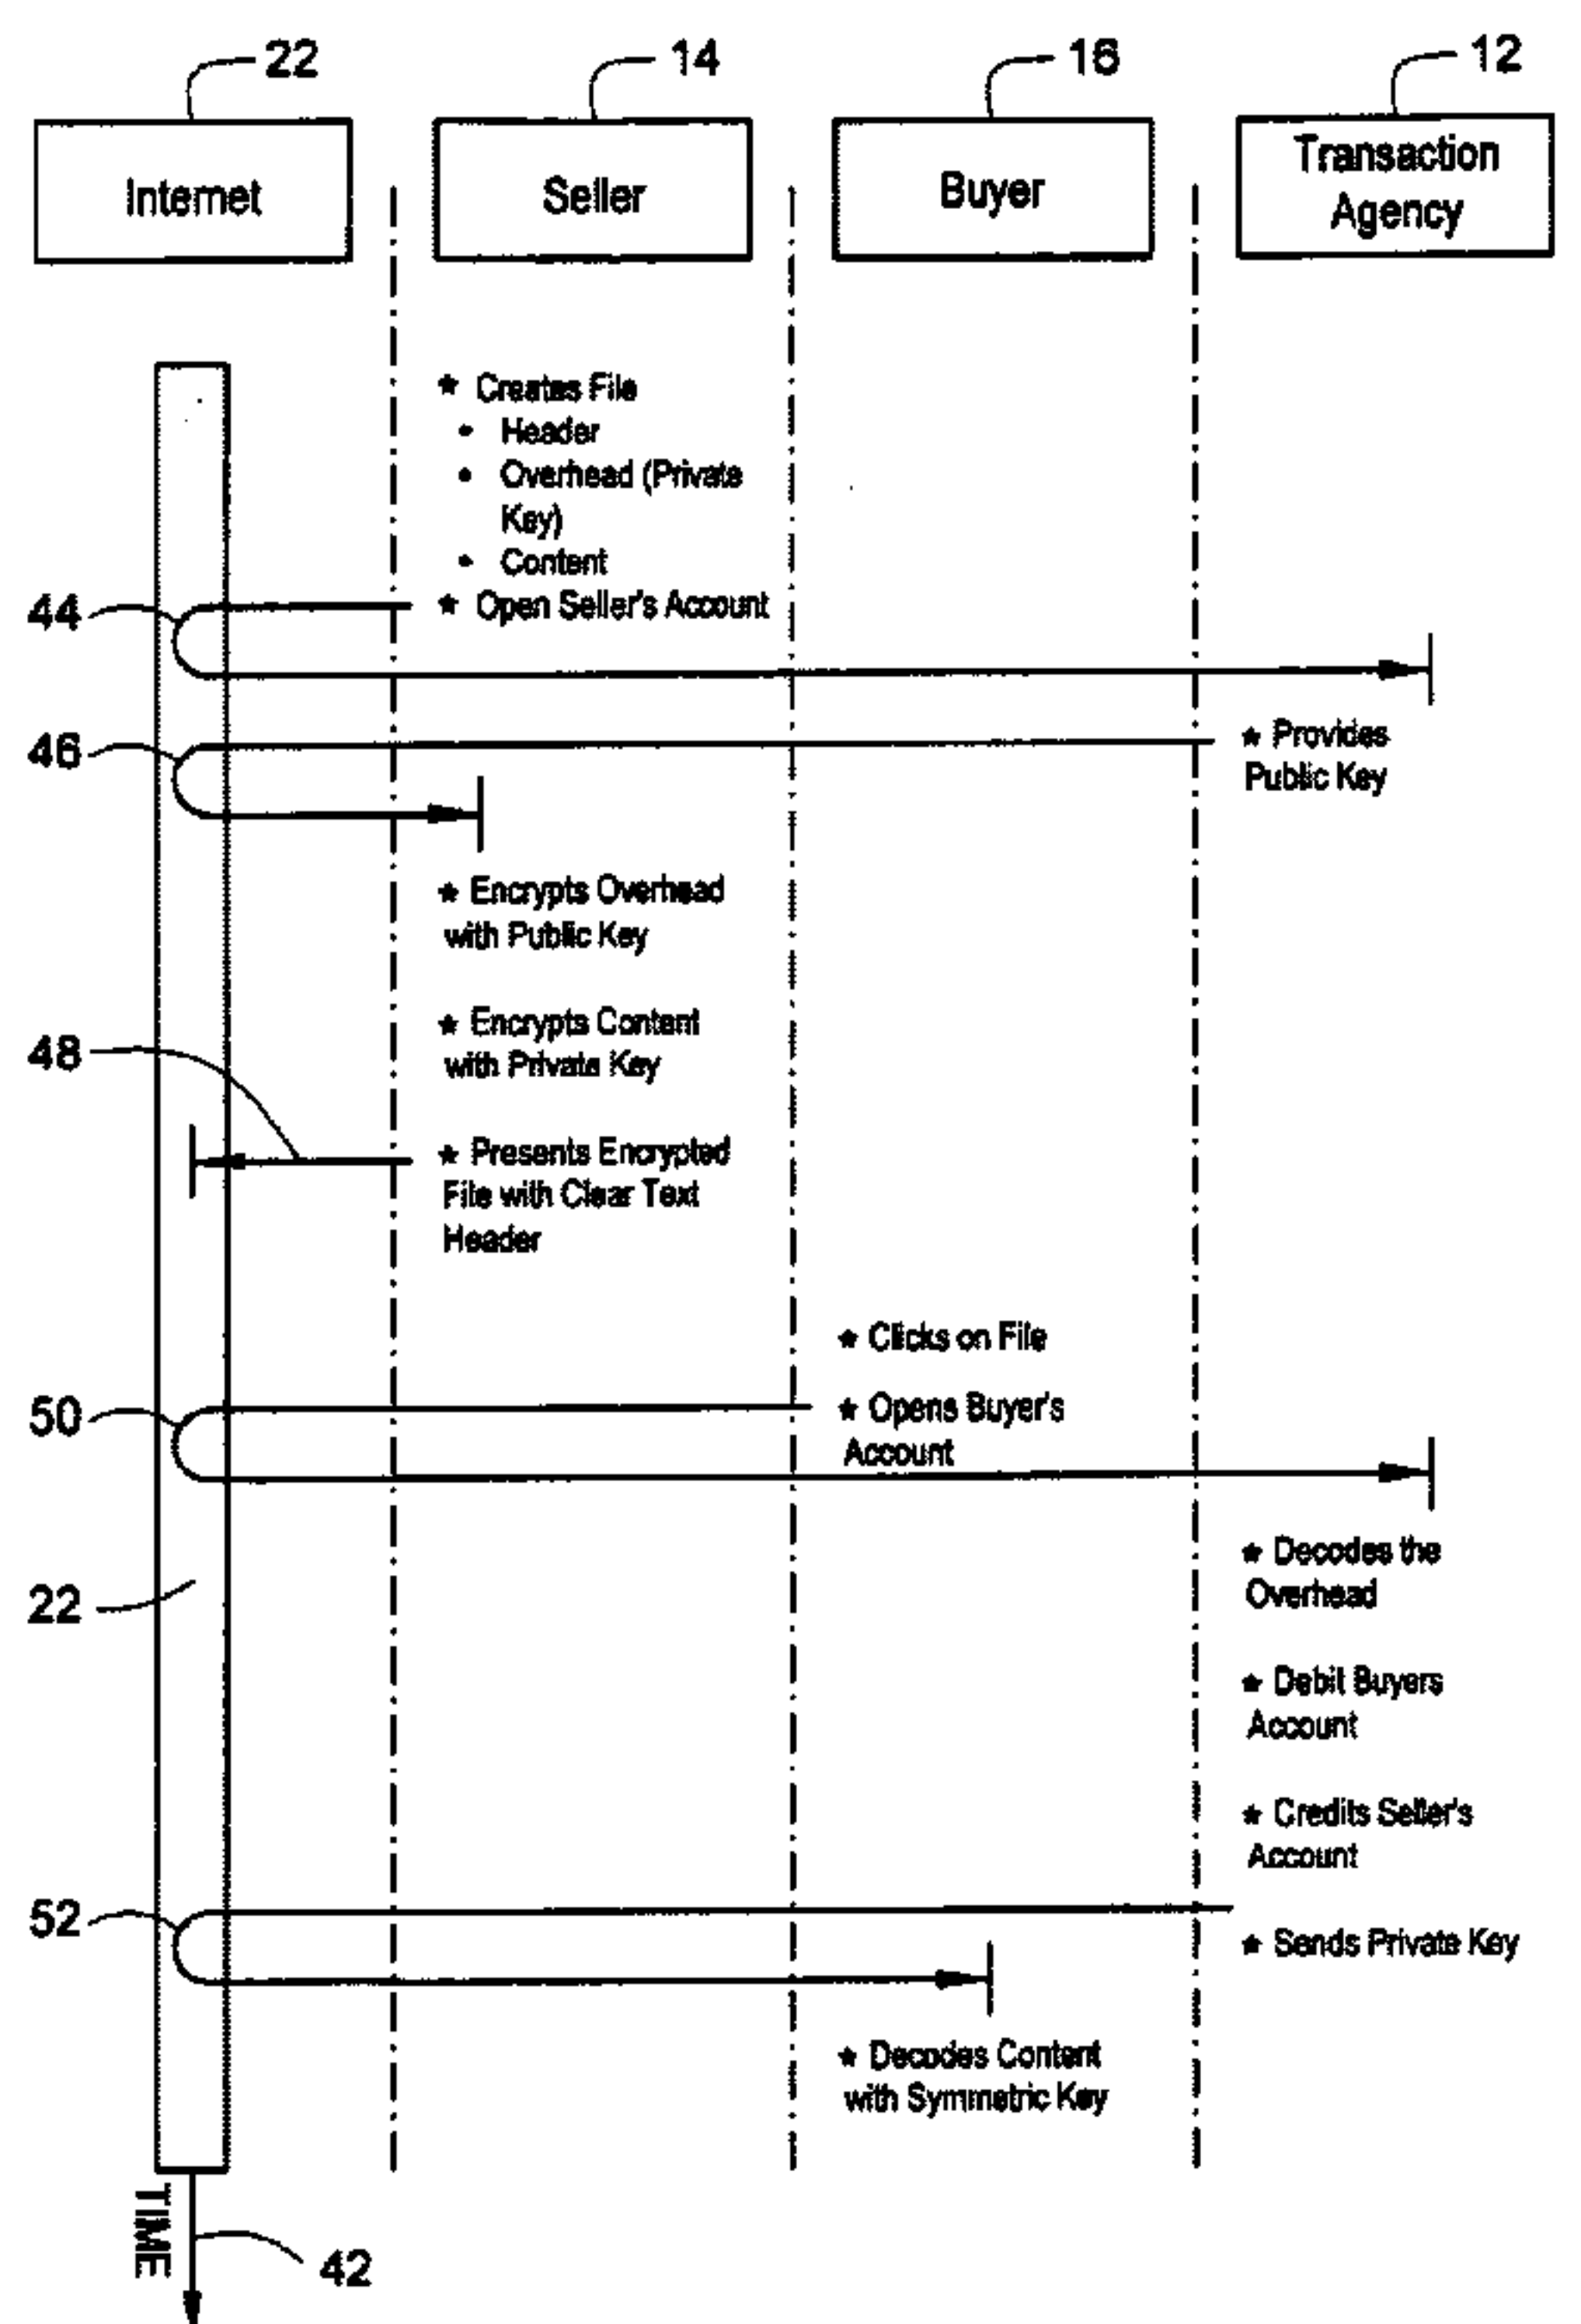 22
14
16
12
Internet
Seller
Buyer
Transaction
Agency
★ Creates File
• Header
• Overhead (Private
Key)
• Content
44
★ Open Seller's Account
46
★ Provides
Public Key
★ Encrypts Overhead
with Public Key
★ Encrypts Content
with Private Key
48
★ Presents Encrypted
File with Clear Text
Header
★ Clicks on File
50
★ Opens Buyer's
Account
★ Decodes the
Overhead
22
★ Debit Buyers
Account
★ Credits Seller's
Account
52
★ Sends Private Key
★ Decodes Content
with Symmetric Key
TIME
42